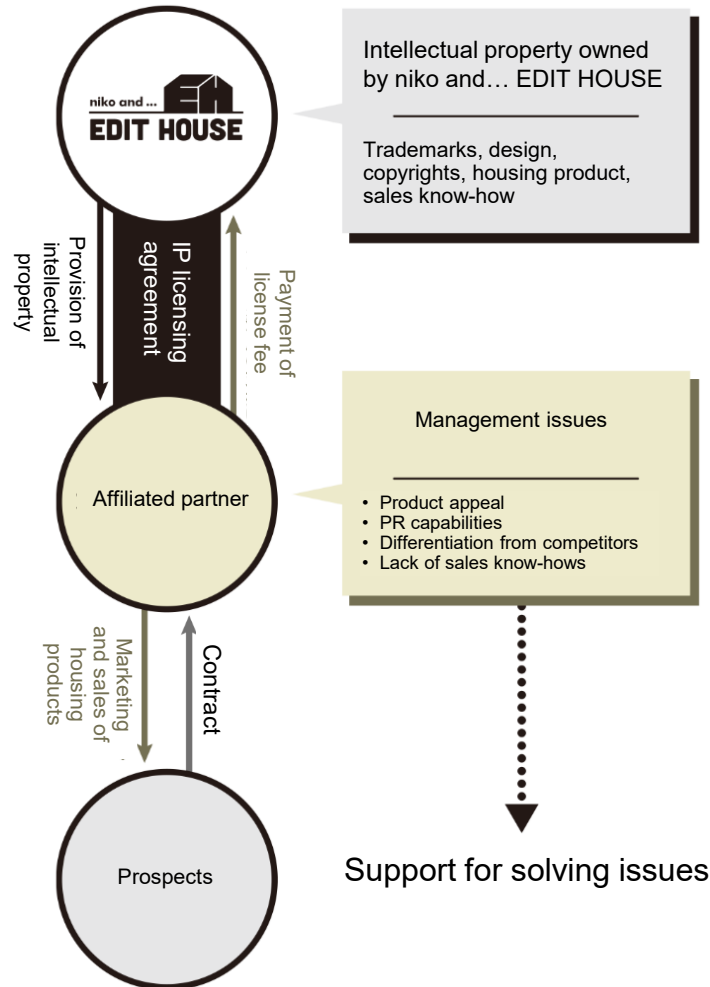 niko and ...
EH
EDIT HOUSE
Intellectual property owned
by niko and… EDIT HOUSE
Trademarks, design,
copyrights, housing product,
sales know-how
Provision of
intellectual
property
IP licensing
agreement
Payment of
license fee
Affiliated partner
Management issues
• Product appeal
• PR capabilities
• Differentiation from competitors
• Lack of sales know-hows
Marketing
and sales of
housing
products
Contract
Prospects
Support for solving issues